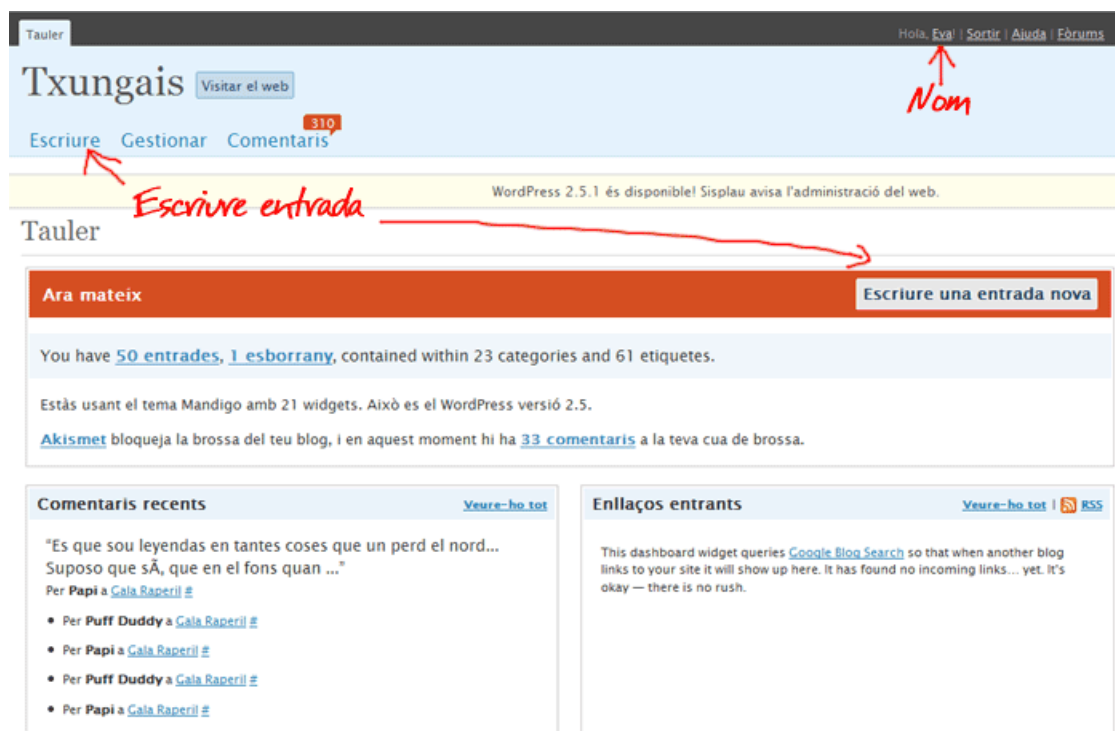 Tauler
Hola, Eva! | Sortir | Ajuda | Fòrums
Txungais Visitar el web
Nom
310
Escriure Gestionar Comentaris
WordPress 2.5.1 és disponible! Sisplau avisa l'administració del web.
Escriure entrada
Tauler
Ara mateix
Escriure una entrada nova
You have 50 entrades, 1 esborrany, contained within 23 categories and 61 etiquetes.
Estàs usant el tema Mandigo amb 21 widgets. Això es el WordPress versió 2.5.
Akismet bloqueja la brossa del teu blog, i en aquest moment hi ha 33 comentaris a la teva cua de brossa.
Comentaris recents Veure-ho tot
"Es que sou leyendas en tantes coses que un perd el nord...
Suposo que sÃ, que en el fons quan ..."
Per Papi a Gala Raperil #
• Per Puff Duddy a Gala Raperil #
• Per Papi a Gala Raperil #
• Per Puff Duddy a Gala Raperil #
• Per Papi a Gala Raperil #
Enllaços entrants Veure-ho tot | RSS
This dashboard widget queries Google Blog Search so that when another blog
links to your site it will show up here. It has found no incoming links... yet. It's
okay — there is no rush.